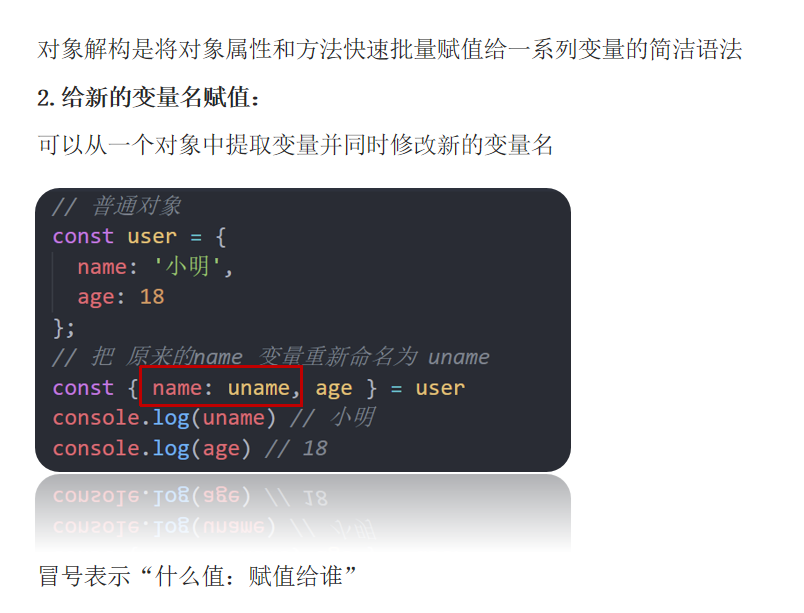 对象解构是将对象属性和方法快速批量赋值给一系列变量的简洁语法
2. 给新的变量名赋值：
可以从一个对象中提取变量并同时修改新的变量名
// 普通对象
const user = {
name: '小明',
age: 18
};
// 把 原来的name 变量重新命名为 uname
const { name: uname, age } = user
console.log(uname) // 小明
console.log(age) // 18
冒号表示“什么值：赋值给谁”